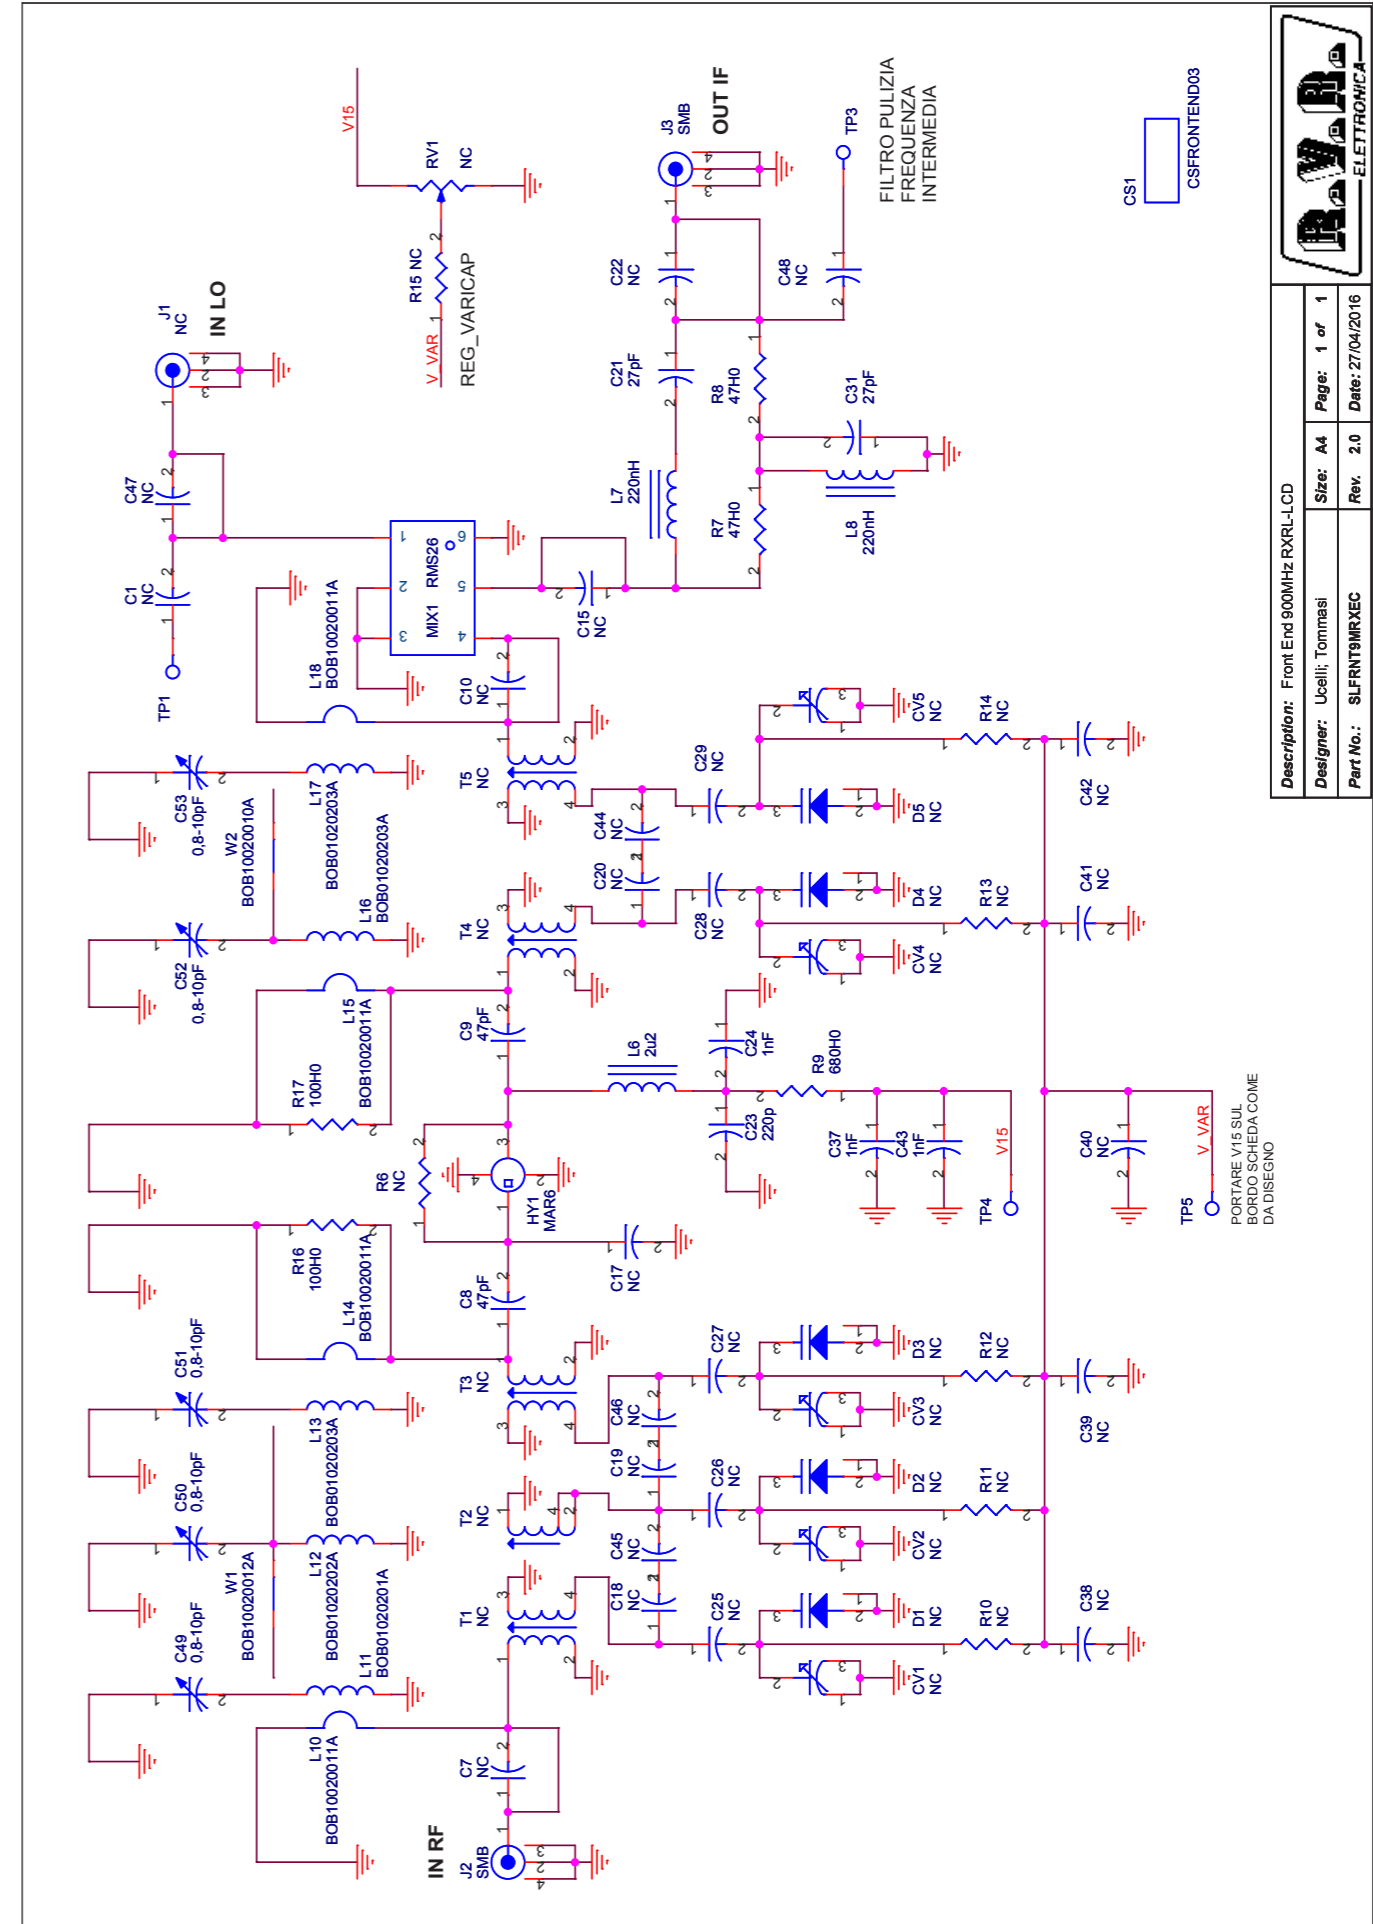 C49
0,8-10pF
C50
0,8-10pF
C51
0,8-10pF
C52
0,8-10pF
C53
0,8-10pF
W1
BOB10020012A
W2
BOB10020010A
L10
BOB10020011A
L11
BOB01020201A
L12
BOB01020202A
L13
BOB01020203A
L14
BOB10020011A
R16
100H0
R17
100H0
L15
BOB10020011A
L16
BOB01020203A
L17
BOB01020203A
L18
BOB10020011A
TP1
C1
NC
C47
NC
J1
NC
IN LO
V15
RV1
NC
R15 NC
V_VAR
REG_VARICAP
IN RF
J2
SMB
C7
NC
T1
NC
T2
NC
T3
NC
C8
47pF
R6
NC
HY1
MAR6
C17
NC
C9
47pF
T4
NC
T5
NC
C10
NC
MIX1
RMS26
C15
NC
L7
220nH
C21
27pF
C22
NC
J3
SMB
OUT IF
R7
47H0
R8
47H0
L8
220nH
C31
27pF
C48
NC
TP3
FILTRO PULIZIA
FREQUENZA
INTERMEDIA
C18
NC
C45
NC
C19
NC
C46
NC
C20
NC
C44
NC
C25
NC
C26
NC
C27
NC
C28
NC
C29
NC
L6
2u2
C23
220p
C24
1nF
R9
680H0
C37
1nF
C43
1nF
V15
TP4
CV1
NC
D1
NC
CV2
NC
D2
NC
CV3
NC
D3
NC
CV4
NC
D4
NC
D5
NC
CV5
NC
R10
NC
R11
NC
R12
NC
R13
NC
R14
NC
C38
NC
C39
NC
C40
NC
C41
NC
C42
NC
V_VAR
TP5
PORTARE V15 SUL
BORDO SCHEDA COME
DA DISEGNO
CS1
CSFRONTEND03
Description: Front End 900MHz RXRL-LCD
Designer: Ucelli; Tommasi
Size: A4
Page: 1 of 1
Part No.: SLFRNT9MRXEC
Rev. 2.0
Date: 27/04/2016
R.V.R.
ELETTRONICA